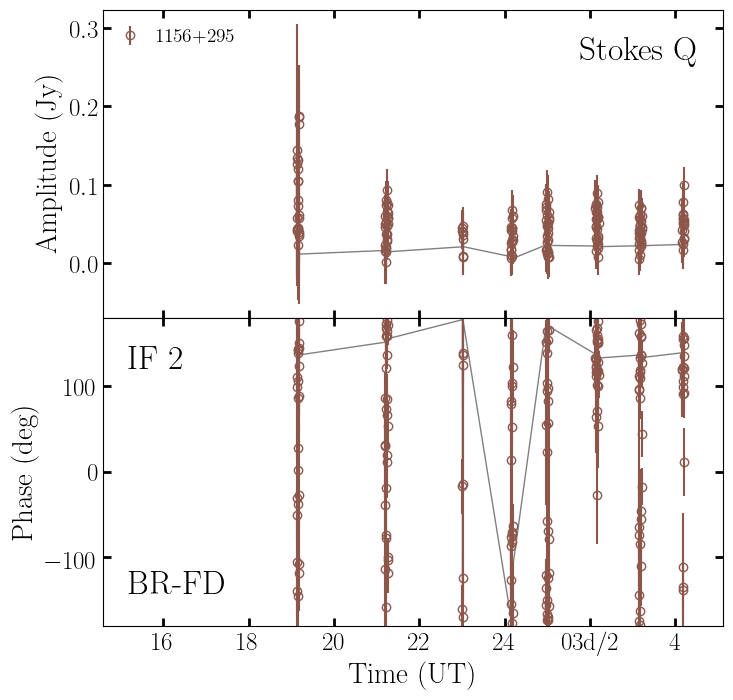 0.3
1156+295
Stokes Q
0.2
0.1
0.0
Amplitude (Jy)
IF 2
100
0
−100
Phase (deg)
BR-FD
16 18 20 22 24 03d/2 4
Time (UT)